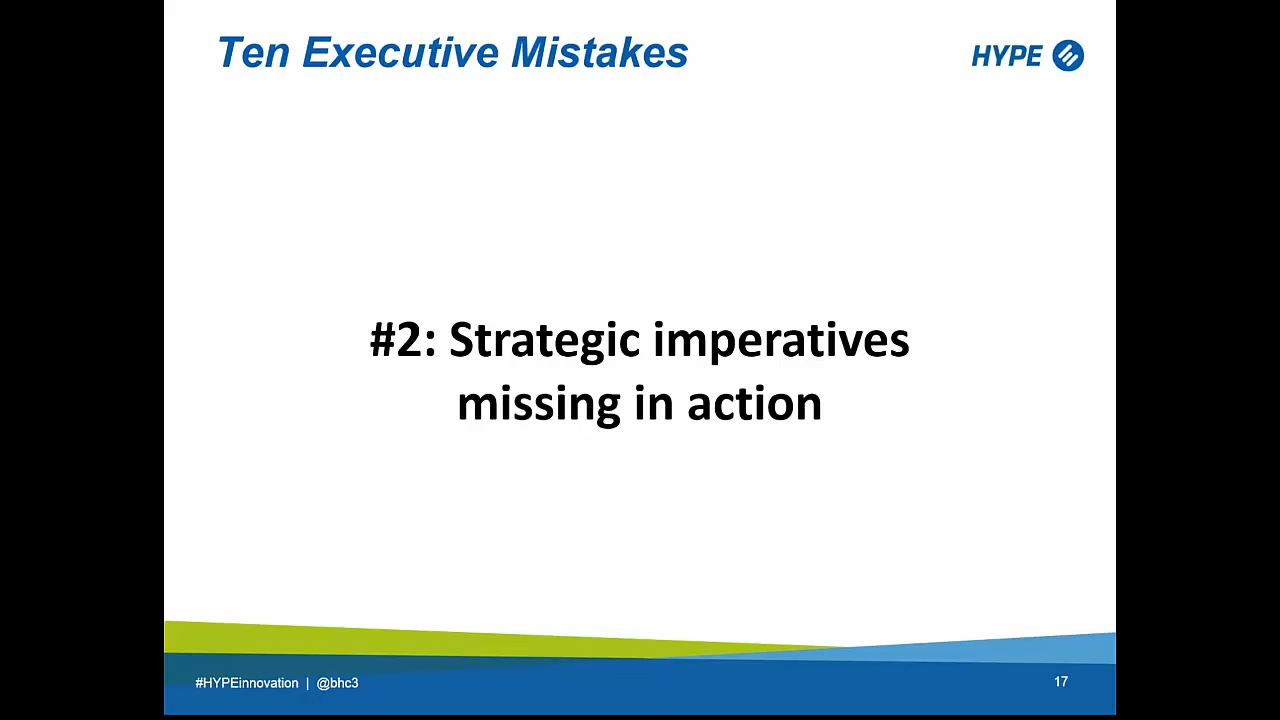 Ten Executive Mistakes
HYPE
#2: Strategic imperatives
missing in action
#HYPEinnovation | @bhc3
17